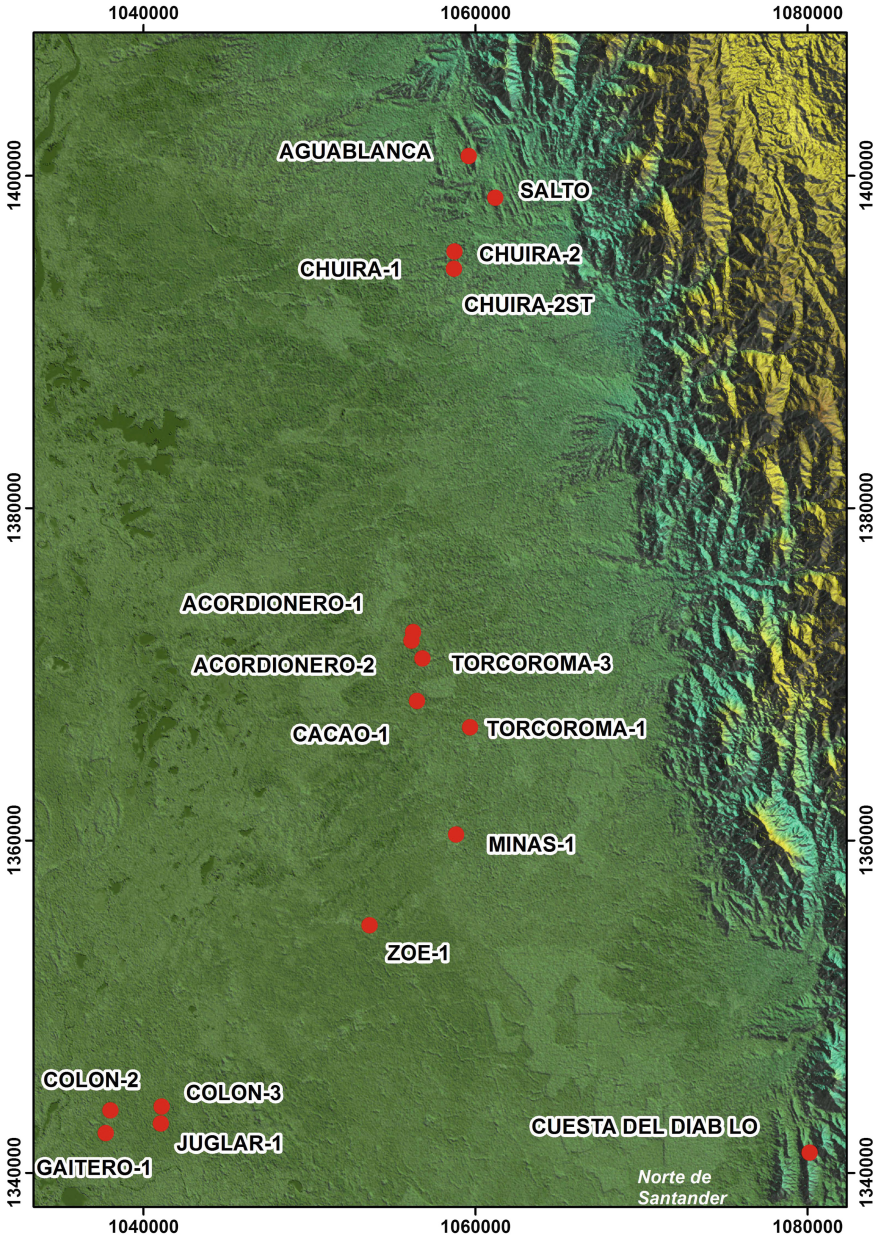 1040000
1060000
1080000
1400000
1400000
AGUABLANCA
SALTO
CHUIRA-2
CHUIRA-1
CHUIRA-2ST
1380000
1380000
ACORDIONERO-1
ACORDIONERO-2
TORCOROMA-3
CACAO-1
TORCOROMA-1
1360000
1360000
MINAS-1
ZOE-1
COLON-2
COLON-3
JUGLAR-1
CUESTA DEL DIAB LO
GAITERO-1
1340000
1340000
Norte de
Santander
1040000
1060000
1080000